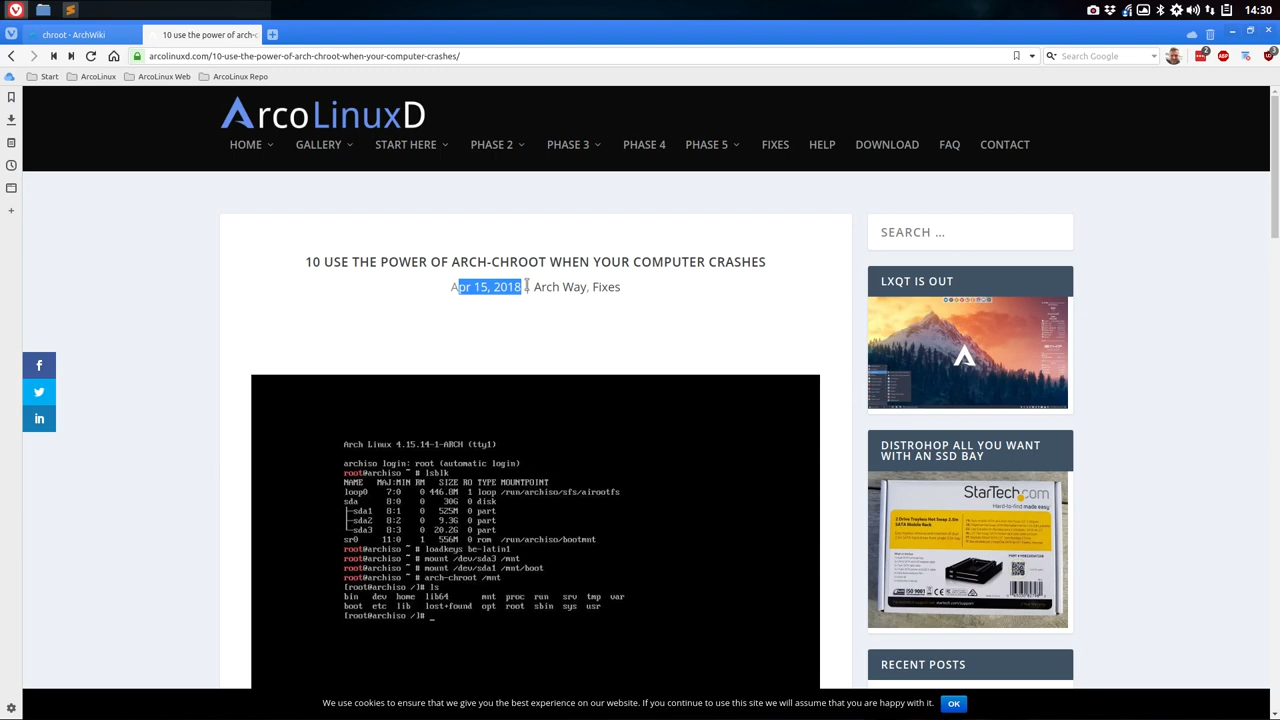 14:30
chroot - ArchWiki
10 use the power of arch-c
arcolinuxd.com/10-use-the-power-of-arch-chroot-when-your-computer-crashes/
Search Google
2
3
Start
ArcoLinux
ArcoLinux Web
ArcoLinux Repo
ArcoLinuxD
HOME
GALLERY
START HERE
PHASE 2
PHASE 3
PHASE 4
PHASE 5
FIXES
HELP
DOWNLOAD
FAQ
CONTACT
10 USE THE POWER OF ARCH-CHROOT WHEN YOUR COMPUTER CRASHES
Apr 15, 2018 | Arch Way, Fixes
Arch Linux 4.15.14-1-ARCH (tty1)
archiso login: root (automatic login)
root@archiso ~ # lsblk
NAME MAJ:MIN RM SIZE RO TYPE MOUNTPOINT
loop0 7:0 0 446.8M 1 loop /run/archiso/sfs/airootfs
sda 8:0 0 30G 0 disk
├─sda1 8:1 0 525M 0 part
├─sda2 8:2 0 9.3G 0 part
└─sda3 8:3 0 20.2G 0 part
sr0 11:0 1 556M 0 rom /run/archiso/bootmnt
root@archiso ~ # loadkeys be-latin1
root@archiso ~ # mount /dev/sda3 /mnt
root@archiso ~ # mount /dev/sda1 /mnt/boot
root@archiso ~ # arch-chroot /mnt
[root@archiso /]# ls
bin dev home lib64 mnt proc run srv tmp var
boot etc lib lost+found opt root sbin sys usr
[root@archiso /]# _
SEARCH …
LXQT IS OUT
DISTROHOP ALL YOU WANT
WITH AN SSD BAY
StarTech.com
Hard-to-find made easy
RECENT POSTS
We use cookies to ensure that we give you the best experience on our website. If you continue to use this site we will assume that you are happy with it.
OK